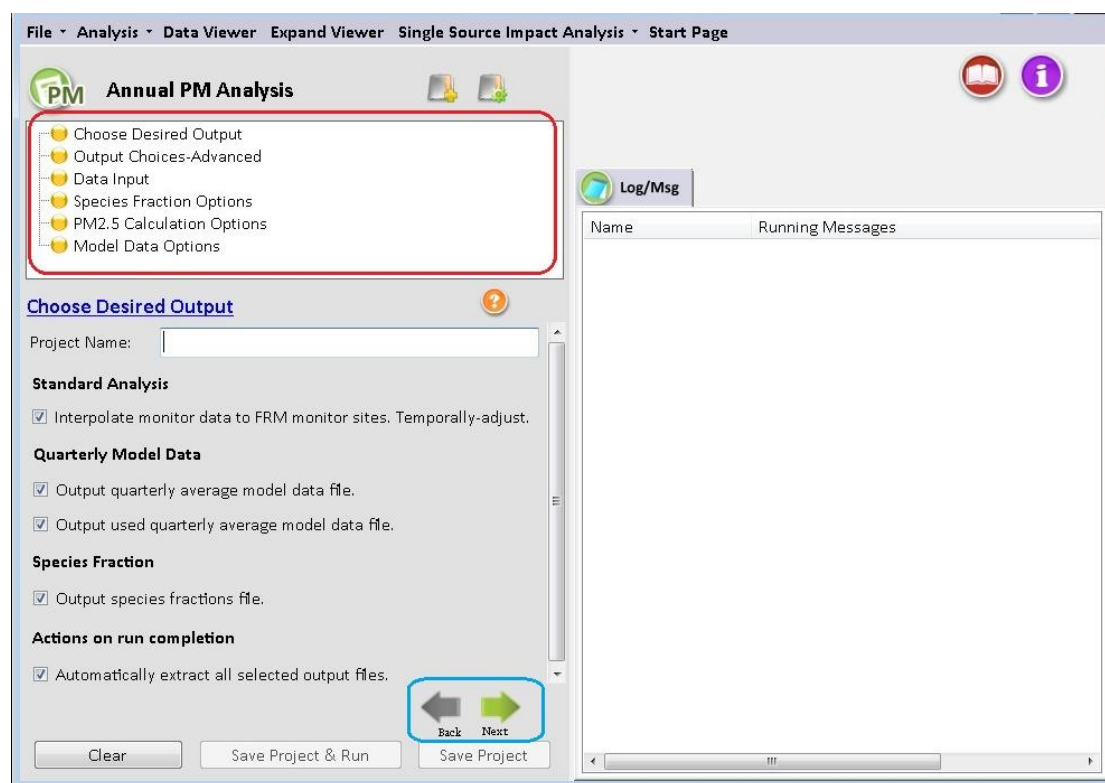 File Analysis Data Viewer Expand Viewer Single Source Impact Analysis Start Page
PM Annual PM Analysis
Choose Desired Output
Output Choices-Advanced
Data Input
Species Fraction Options
PM2.5 Calculation Options
Model Data Options
Choose Desired Output
?
Project Name:
Standard Analysis
Interpolate monitor data to FRM monitor sites. Temporally-adjust.
Quarterly Model Data
Output quarterly average model data file.
Output used quarterly average model data file.
Species Fraction
Output species fractions file.
Actions on run completion
Automatically extract all selected output files.
Back Next
Clear Save Project & Run Save Project
i
Log/Msg
Name Running Messages